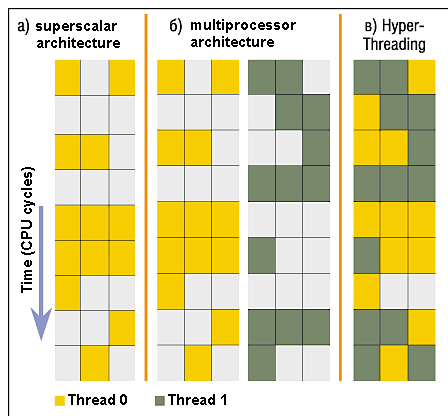 а) superscalar
architecture
б) multiprocessor
architecture
в) Hyper-
Threading
Time (CPU cycles)
Thread 0
Thread 1